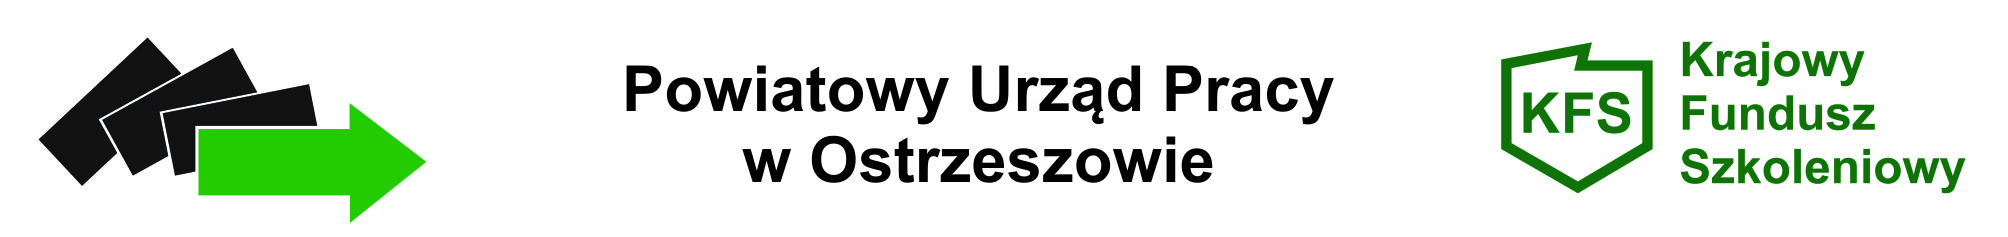 Powiatowy Urząd Pracy
w Ostrzeszowie
KFS
Krajowy
Fundusz
Szkoleniowy